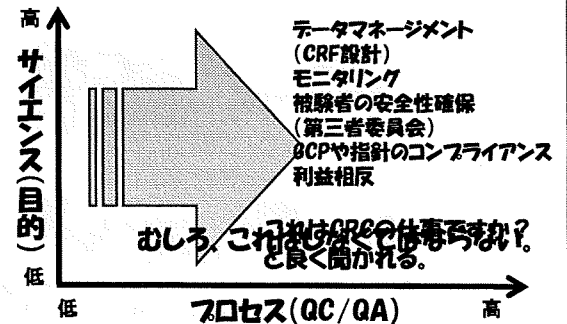 高
サイエンス(目的)
低
データマネージメント
(CRF設計)
モニタリング
被験者の安全性確保
(第三者委員会)
GCPや指針のコンプライアンス
利益相反
これはCRCの仕事ですか?
と良く聞かれる。
むしろ、これはしなくてはならない。
低
プロセス(QC/QA)
高